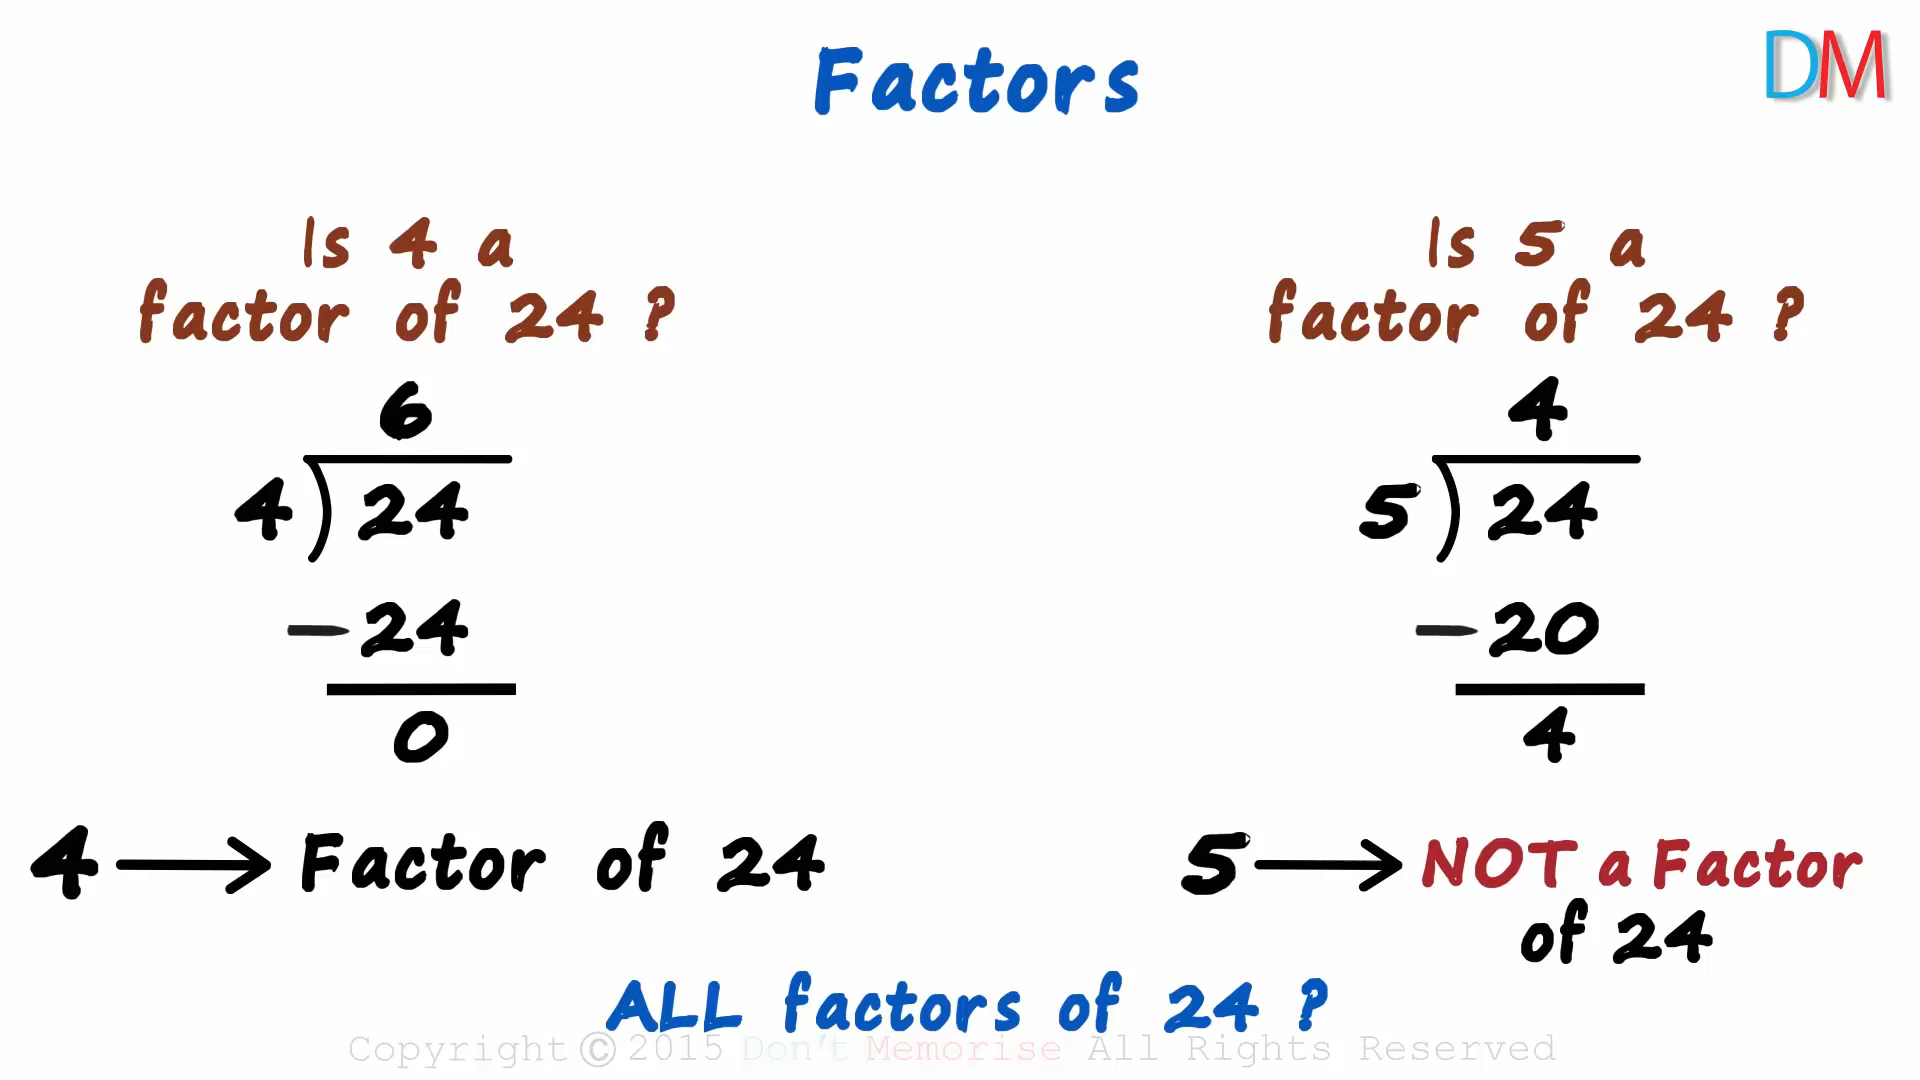 Factors
DM
Is 4 a
factor of 24 ?
6
4) 24
- 24
0
4 → Factor of 24
Is 5 a
factor of 24 ?
4
5) 24
- 20
4
5 → NOT a Factor
of 24
ALL factors of 24 ?
Copyright © 2015 Don't Memorise All Rights Reserved